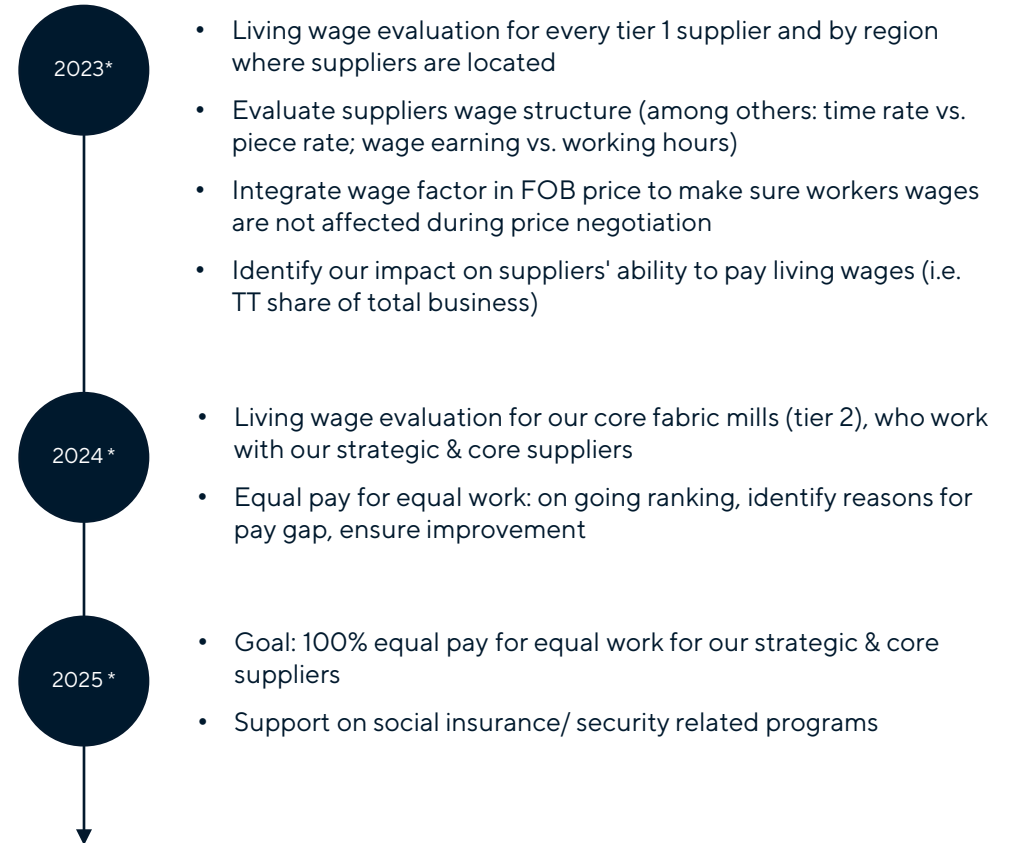 2023*
• Living wage evaluation for every tier 1 supplier and by region
where suppliers are located
• Evaluate suppliers wage structure (among others: time rate vs.
piece rate; wage earning vs. working hours)
• Integrate wage factor in FOB price to make sure workers wages
are not affected during price negotiation
• Identify our impact on suppliers' ability to pay living wages (i.e.
TT share of total business)
2024*
• Living wage evaluation for our core fabric mills (tier 2), who work
with our strategic & core suppliers
• Equal pay for equal work: on going ranking, identify reasons for
pay gap, ensure improvement
2025*
• Goal: 100% equal pay for equal work for our strategic & core
suppliers
• Support on social insurance/ security related programs